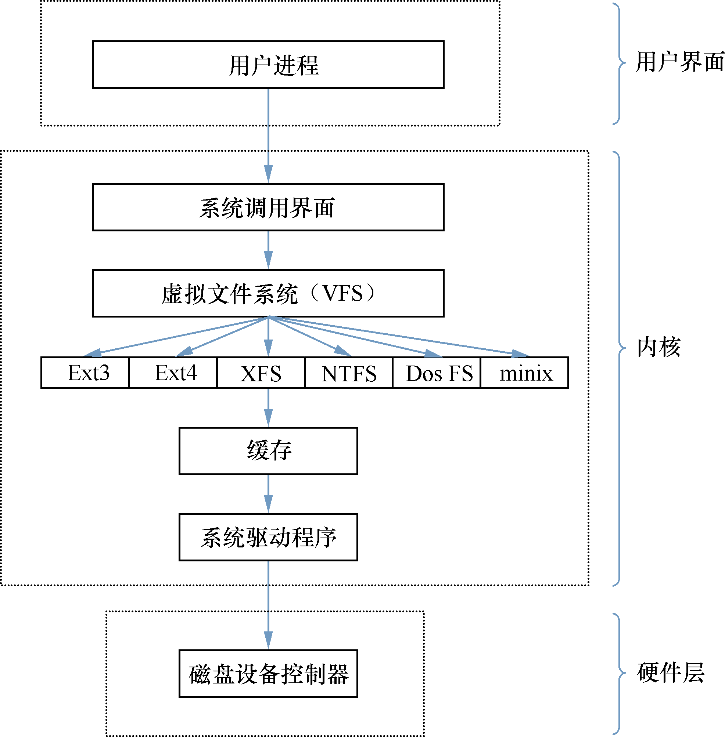 用户进程
用户界面
系统调用界面
虚拟文件系统（VFS）
内核
Ext3 Ext4 XFS NTFS Dos FS minix
缓存
系统驱动程序
磁盘设备控制器
硬件层